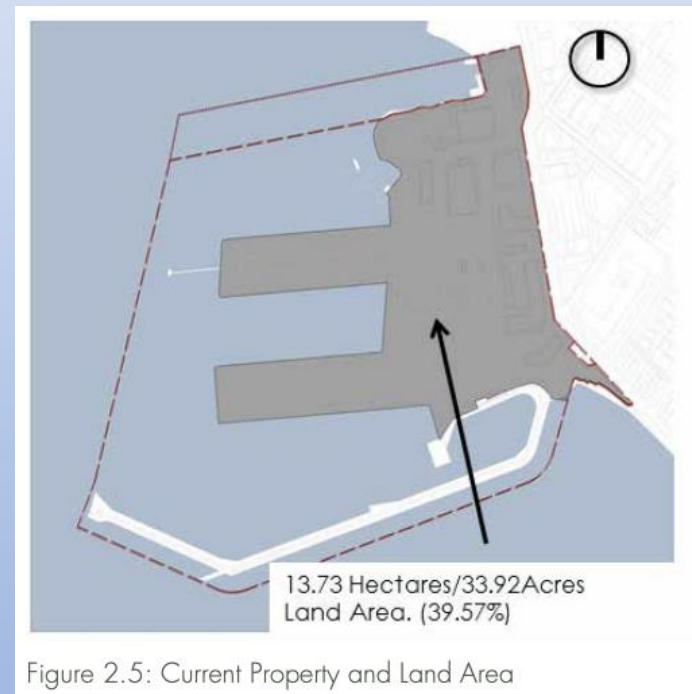 13.73 Hectares/33.92Acres
Land Area. (39.57%)
Figure 2.5: Current Property and Land Area